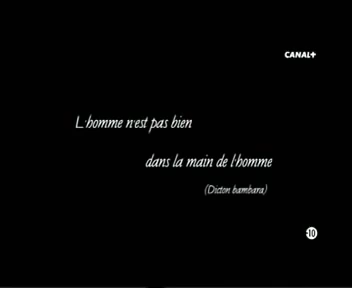 CANAL+
L'homme n'est pas bien
dans la main de l'homme
(Dicton bambara)
-10